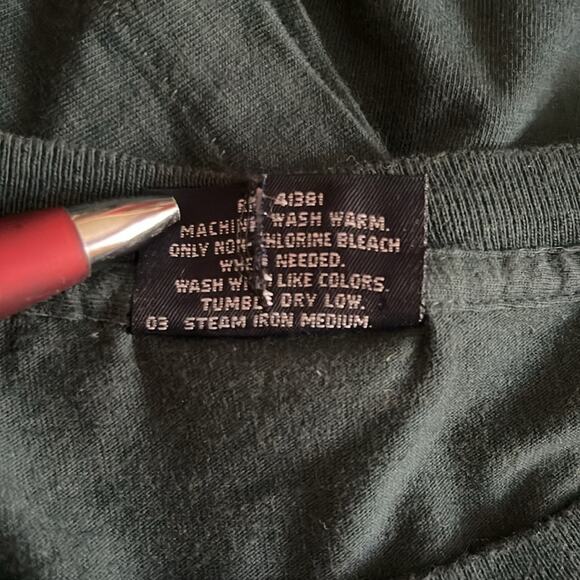 RN 41381
MACHINE WASH WARM.
ONLY NON-CHLORINE BLEACH
WHEN NEEDED.
WASH WITH LIKE COLORS.
TUMBLE DRY LOW.
03 STEAM IRON MEDIUM.